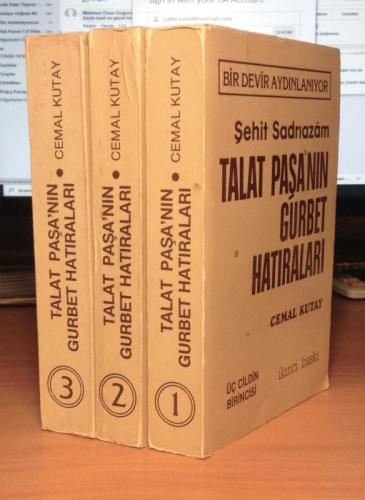 BİR DEVİR AYDINLANIYOR
Şehit Sadrıazâm
TALAT PAŞA'NIN
GURBET
HATIRALARI
CEMAL KUTAY
ikinci baskı
ÜÇ CİLDİN
BİRİNCİSİ
TALAT PAŞA'NIN • CEMAL KUTAY
GURBET HATIRALARI
1
TALAT PAŞA'NIN • CEMAL KUTAY
GURBET HATIRALARI
2
TALAT PAŞA'NIN • CEMAL KUTAY
GURBET HATIRALARI
3